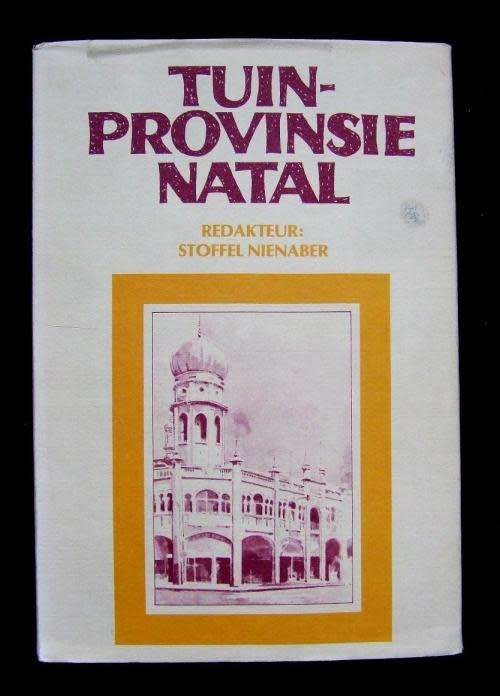 TUIN-
PROVINSIE
NATAL
REDAKTEUR:
STOFFEL NIENABER